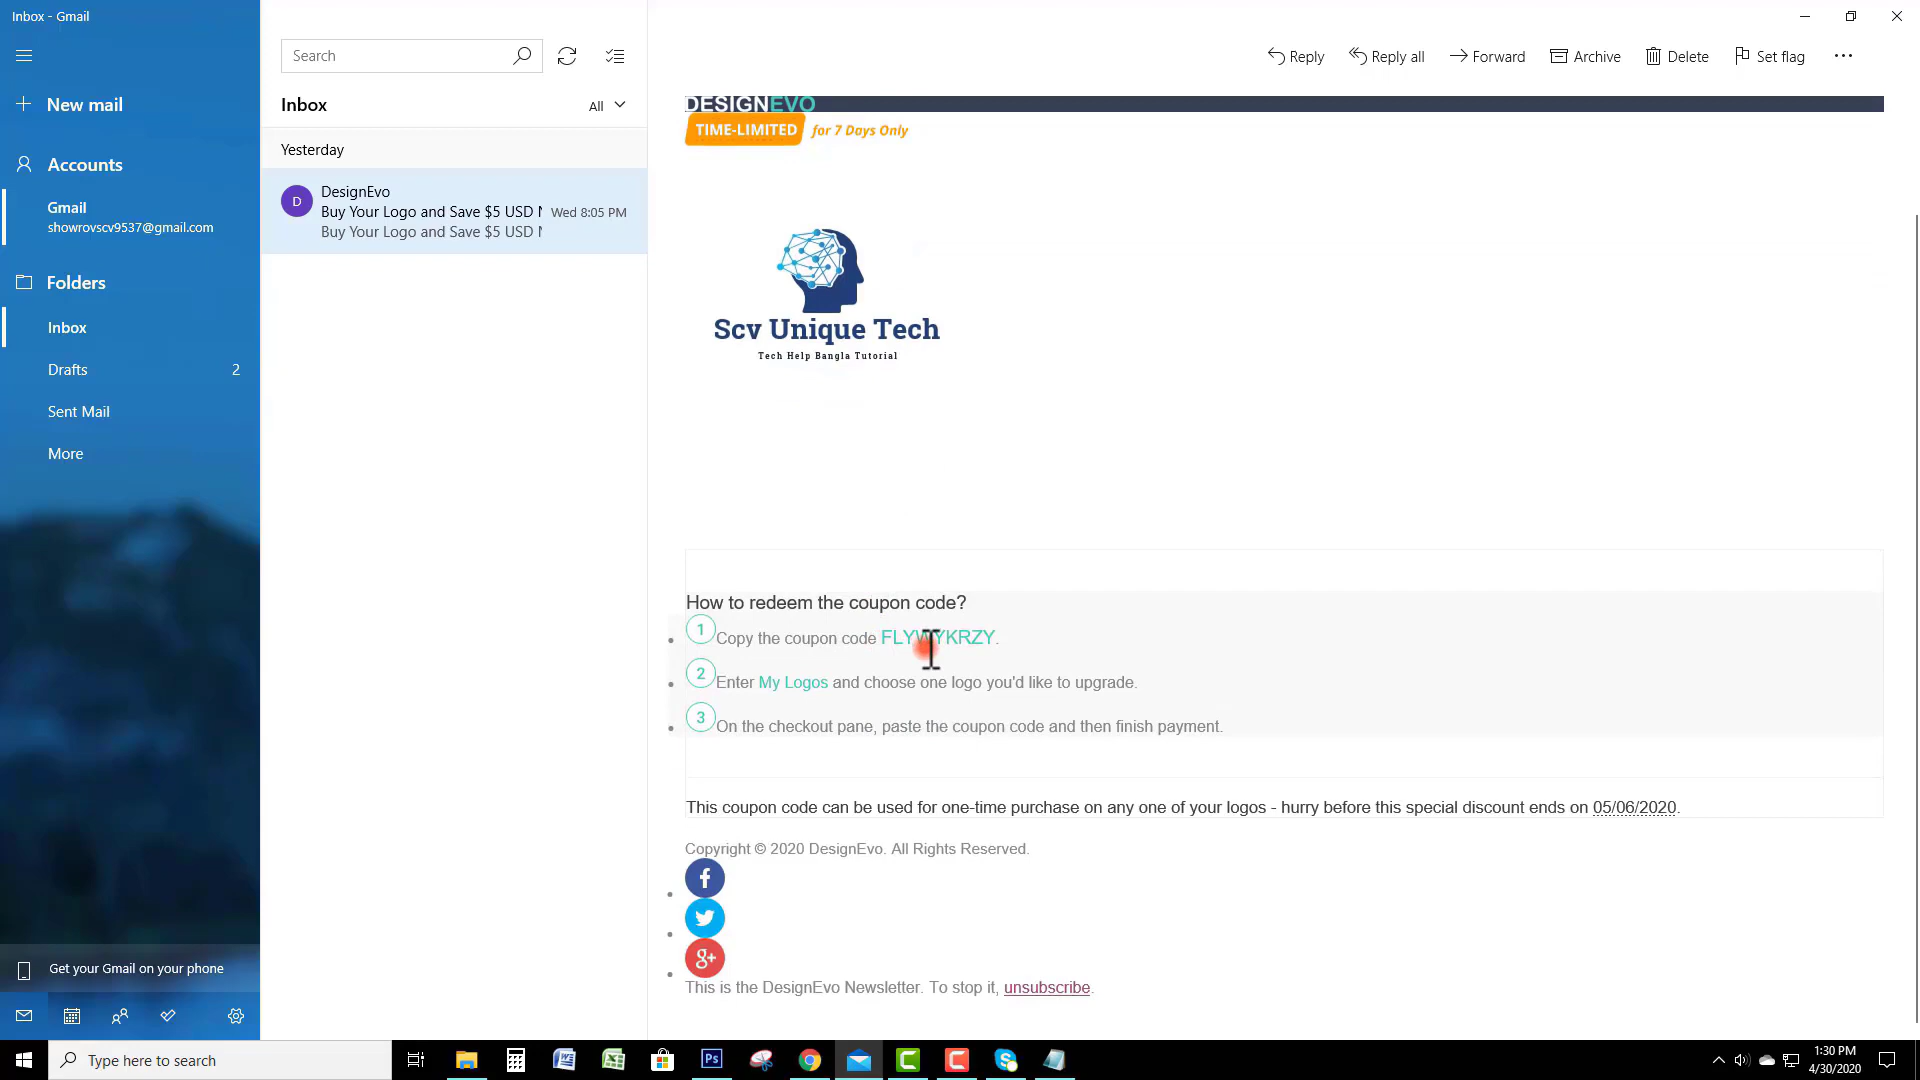 Inbox - Gmail
New mail
Accounts
Gmail
showrovscv9537@gmail.com
Folders
Inbox
Drafts 2
Sent Mail
More
Get your Gmail on your phone
Search
Inbox
All
Yesterday
D
DesignEvo
Buy Your Logo and Save $5 USD N Wed 8:05 PM
Buy Your Logo and Save $5 USD N
Reply
Reply all
Forward
Archive
Delete
Set flag
DESIGNEVO
TIME-LIMITED for 7 Days Only
Scv Unique Tech
Tech Help Bangla Tutorial
How to redeem the coupon code?
1 Copy the coupon code FLYWYKRZY.
2 Enter My Logos and choose one logo you'd like to upgrade.
3 On the checkout pane, paste the coupon code and then finish payment.
This coupon code can be used for one-time purchase on any one of your logos - hurry before this special discount ends on 05/06/2020.
Copyright © 2020 DesignEvo. All Rights Reserved.
This is the DesignEvo Newsletter. To stop it, unsubscribe.
Type here to search
Ps
1:30 PM
4/30/2020